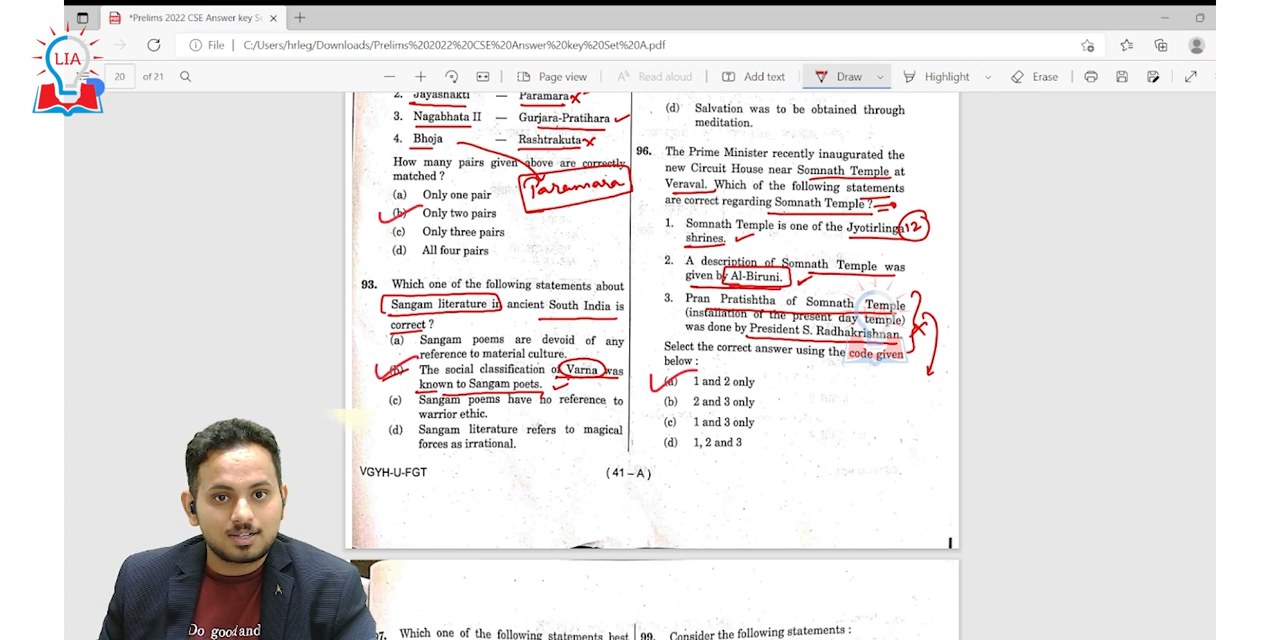 *Prelims 2022 CSE Answer key Se
LIA
File | C:/Users/hrleg/Downloads/Prelims%202022%20CSE%20Answer%20key%20Set%20A.pdf
20 of 21
Page view
Read aloud
Add text
Draw
Highlight
Erase
2. Jayashakti — Paramara
3. Nagabhata II — Gurjara-Pratihara
4. Bhoja — Rashtrakuta
How many pairs given above are correctly
matched ?
Paramara
(a) Only one pair
(b) Only two pairs
(c) Only three pairs
(d) All four pairs
93. Which one of the following statements about
Sangam literature in ancient South India is
correct ?
(a) Sangam poems are devoid of any
reference to material culture.
(b) The social classification of Varna was
known to Sangam poets.
(c) Sangam poems have no reference to
warrior ethic.
(d) Sangam literature refers to magical
forces as irrational.
VGYH-U-FGT
( 41 – A )
(d) Salvation was to be obtained through
meditation.
96. The Prime Minister recently inaugurated the
new Circuit House near Somnath Temple at
Veraval. Which of the following statements
are correct regarding Somnath Temple ?
1. Somnath Temple is one of the Jyotirlinga
12
shrines.
2. A description of Somnath Temple was
given by Al-Biruni.
3. Pran Pratishtha of Somnath Temple
(installation of the present day temple)
was done by President S. Radhakrishnan.
Select the correct answer using the code given
below :
(a) 1 and 2 only
(b) 2 and 3 only
(c) 1 and 3 only
(d) 1, 2 and 3
97. Which one of the following statements best
99. Consider the following statements :
Do good and